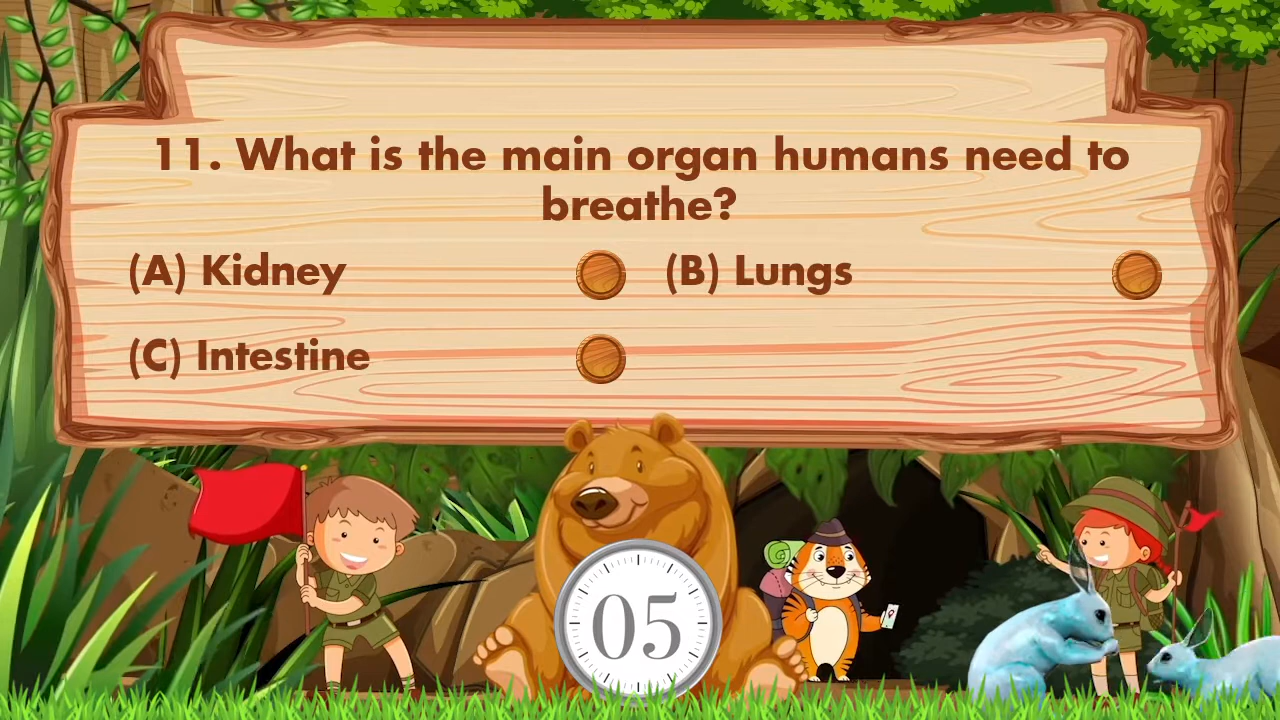 11. What is the main organ humans need to
breathe?
(A) Kidney
(B) Lungs
(C) Intestine
05